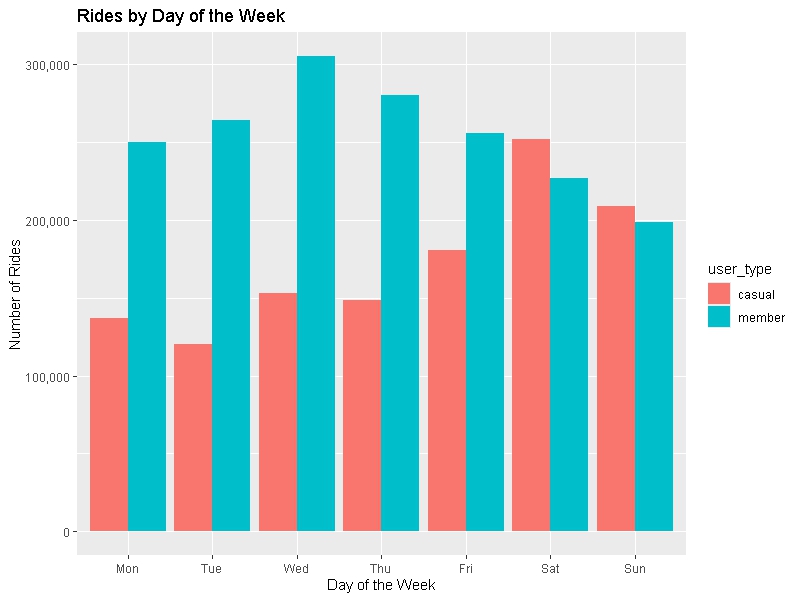 Rides by Day of the Week
Number of Rides
300,000
200,000
100,000
0
Mon Tue Wed Thu Fri Sat Sun
Day of the Week
user_type
casual
member